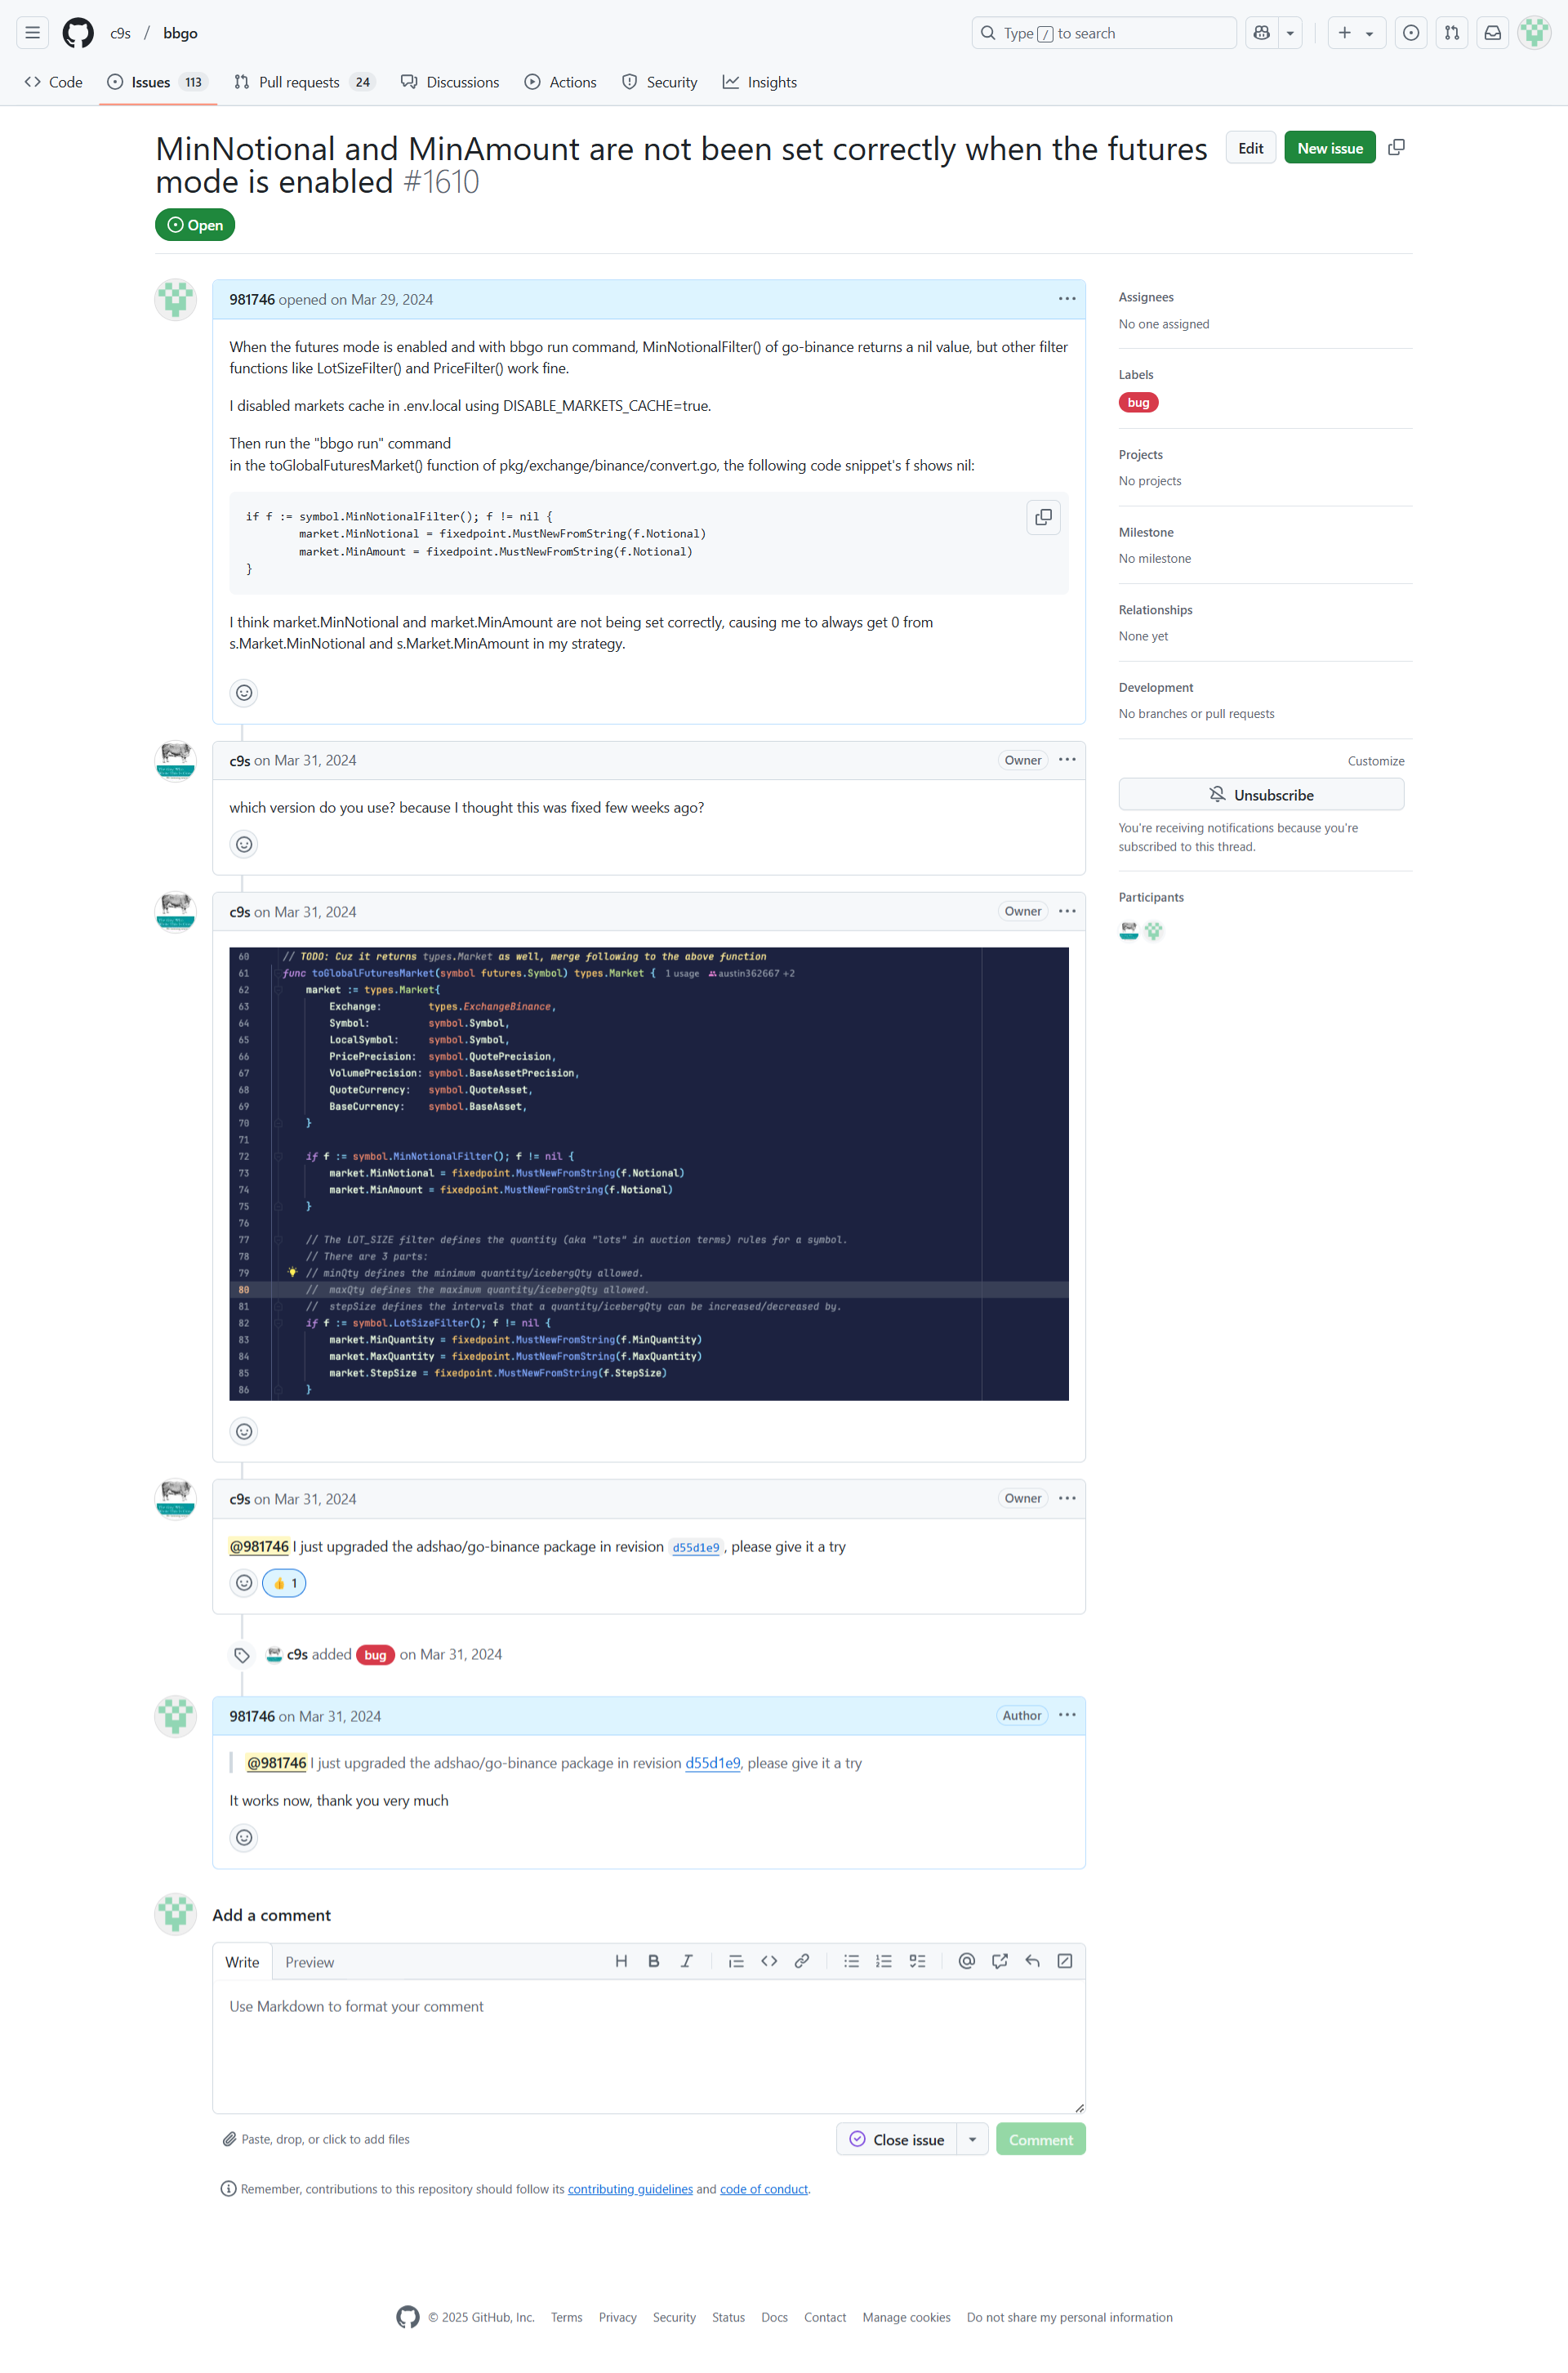 c9s / bbgo
Type / to search
Code
Issues 113
Pull requests 24
Discussions
Actions
Security
Insights
MinNotional and MinAmount are not been set correctly when the futures
mode is enabled #1610
Edit
New issue
Open
981746 opened on Mar 29, 2024
When the futures mode is enabled and with bbgo run command, MinNotionalFilter() of go-binance returns a nil value, but other filter
functions like LotSizeFilter() and PriceFilter() work fine.
I disabled markets cache in .env.local using DISABLE_MARKETS_CACHE=true.
Then run the "bbgo run" command
in the toGlobalFuturesMarket() function of pkg/exchange/binance/convert.go, the following code snippet's f shows nil:
if f := symbol.MinNotionalFilter(); f != nil {
market.MinNotional = fixedpoint.MustNewFromString(f.Notional)
market.MinAmount = fixedpoint.MustNewFromString(f.Notional)
}
I think market.MinNotional and market.MinAmount are not being set correctly, causing me to always get 0 from
s.Market.MinNotional and s.Market.MinAmount in my strategy.
c9s on Mar 31, 2024
Owner
which version do you use? because I thought this was fixed few weeks ago?
c9s on Mar 31, 2024
Owner
60 // TODO: Cuz it returns types.Market as well, merge following to the above function
61 func toGlobalFuturesMarket(symbol futures.Symbol) types.Market { 1 usage austin362667 +2
62 market := types.Market{
63 Exchange: types.ExchangeBinance,
64 Symbol: symbol.Symbol,
65 LocalSymbol: symbol.Symbol,
66 PricePrecision: symbol.QuotePrecision,
67 VolumePrecision: symbol.BaseAssetPrecision,
68 QuoteCurrency: symbol.QuoteAsset,
69 BaseCurrency: symbol.BaseAsset,
70 }
71
72 if f := symbol.MinNotionalFilter(); f != nil {
73 market.MinNotional = fixedpoint.MustNewFromString(f.Notional)
74 market.MinAmount = fixedpoint.MustNewFromString(f.Notional)
75 }
76
77 // The LOT_SIZE filter defines the quantity (aka "lots" in auction terms) rules for a symbol.
78 // There are 3 parts:
79 // minQty defines the minimum quantity/icebergQty allowed.
80 // maxQty defines the maximum quantity/icebergQty allowed.
81 // stepSize defines the intervals that a quantity/icebergQty can be increased/decreased by.
82 if f := symbol.LotSizeFilter(); f != nil {
83 market.MinQuantity = fixedpoint.MustNewFromString(f.MinQuantity)
84 market.MaxQuantity = fixedpoint.MustNewFromString(f.MaxQuantity)
85 market.StepSize = fixedpoint.MustNewFromString(f.StepSize)
86 }
c9s on Mar 31, 2024
Owner
@981746 I just upgraded the adshao/go-binance package in revision d55d1e9 , please give it a try
👍 1
c9s added bug on Mar 31, 2024
981746 on Mar 31, 2024
Author
@981746 I just upgraded the adshao/go-binance package in revision d55d1e9, please give it a try
It works now, thank you very much
Add a comment
Write
Preview
Use Markdown to format your comment
Paste, drop, or click to add files
Close issue
Comment
Remember, contributions to this repository should follow its contributing guidelines and code of conduct.
Assignees
No one assigned
Labels
bug
Projects
No projects
Milestone
No milestone
Relationships
None yet
Development
No branches or pull requests
Customize
Unsubscribe
You're receiving notifications because you're
subscribed to this thread.
Participants
© 2025 GitHub, Inc.
Terms
Privacy
Security
Status
Docs
Contact
Manage cookies
Do not share my personal information